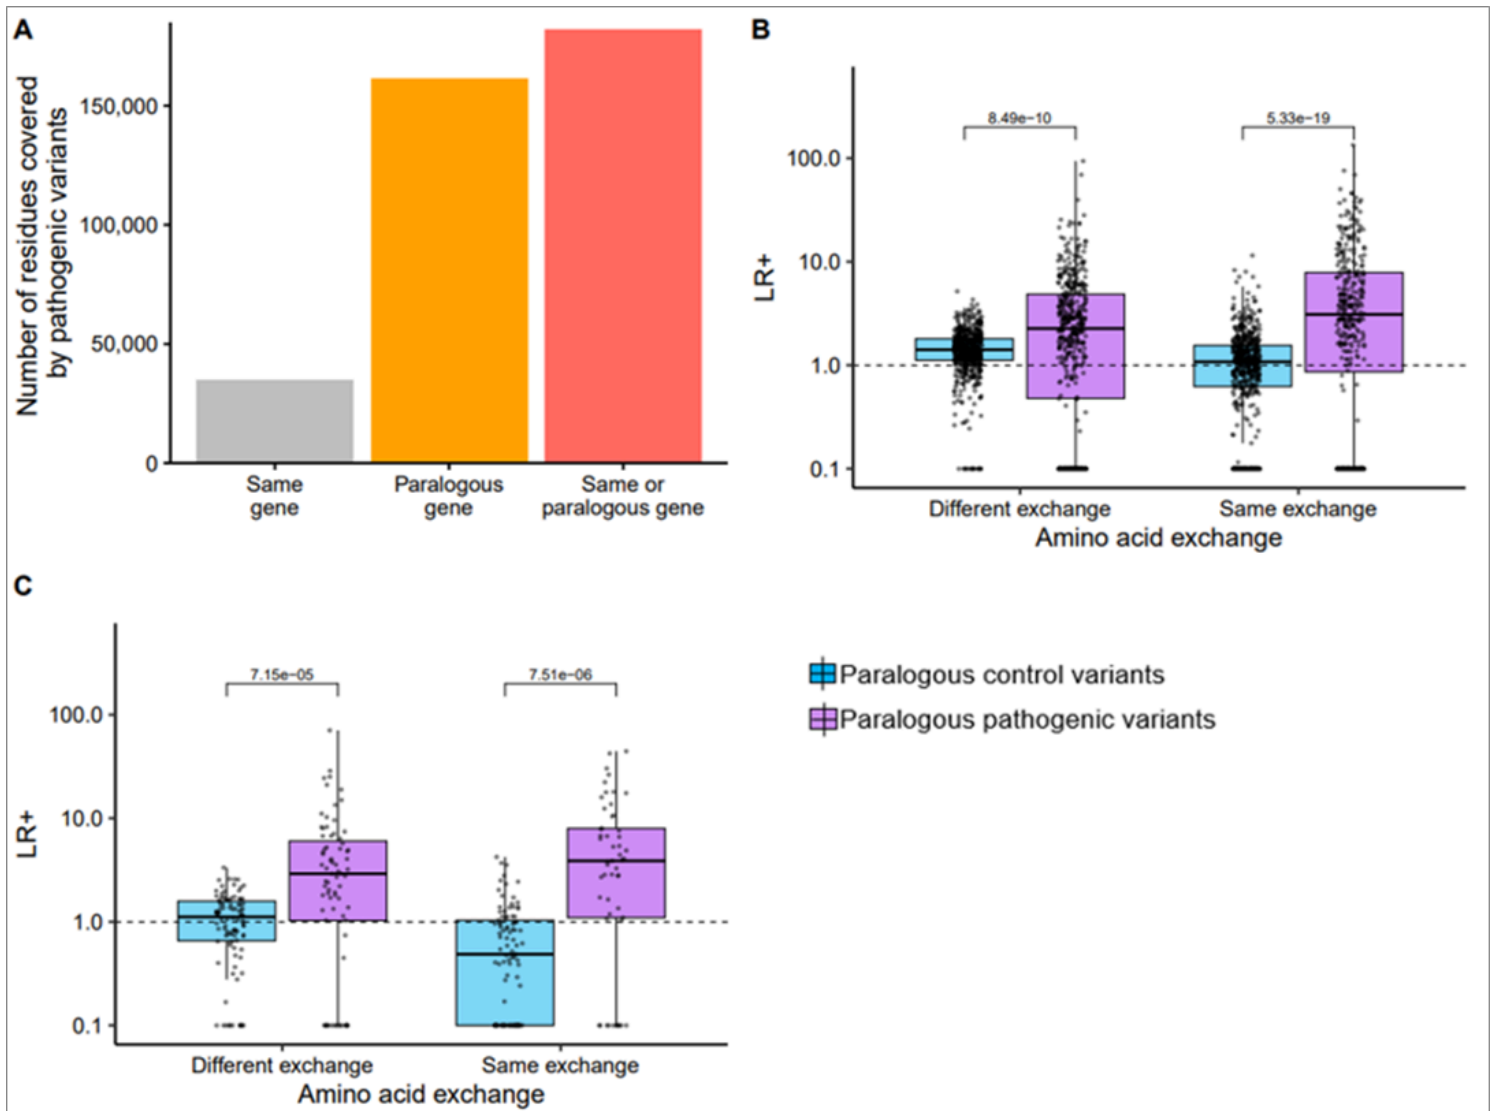 A
Number of residues covered
by pathogenic variants
150,000
100,000
50,000
0
Same
gene
Paralogous
gene
Same or
paralogous gene
B
LR+
100.0
10.0
1.0
0.1
8.49e−10
5.33e−19
Different exchange
Same exchange
Amino acid exchange
C
LR+
100.0
10.0
1.0
0.1
7.15e−05
7.51e−06
Different exchange
Same exchange
Amino acid exchange
Paralogous control variants
Paralogous pathogenic variants